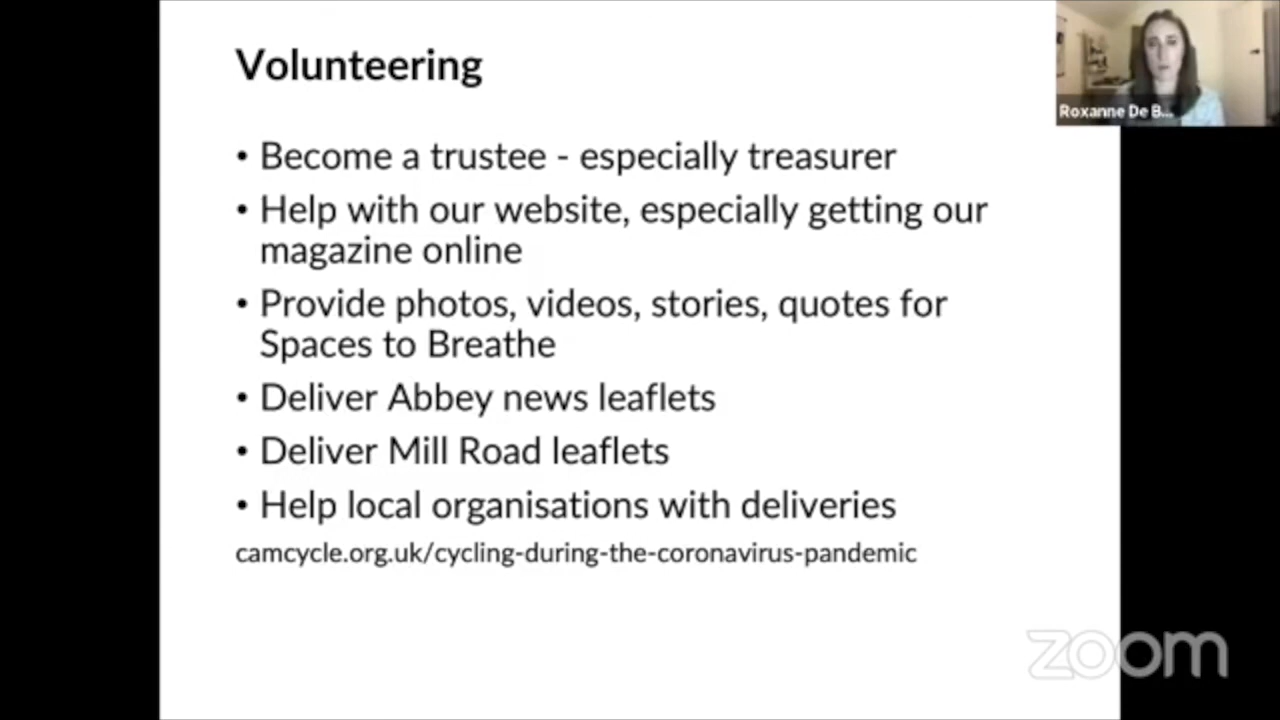 Volunteering
Roxanne De B...
• Become a trustee - especially treasurer
• Help with our website, especially getting our
magazine online
• Provide photos, videos, stories, quotes for
Spaces to Breathe
• Deliver Abbey news leaflets
• Deliver Mill Road leaflets
• Help local organisations with deliveries
camcycle.org.uk/cycling-during-the-coronavirus-pandemic
zoom